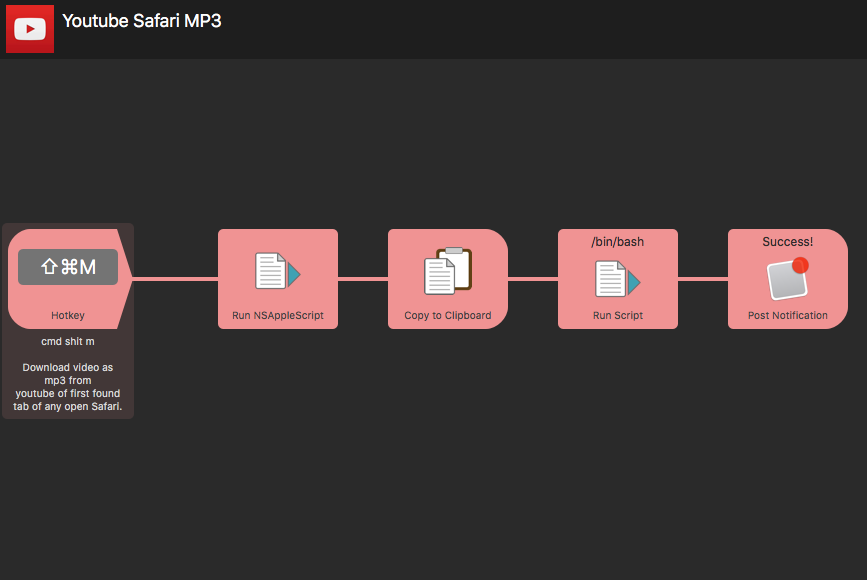 Youtube Safari MP3
⇧⌘M
Hotkey
cmd shit m
Download video as
mp3 from
youtube of first found
tab of any open Safari.
Run NSAppleScript
Copy to Clipboard
/bin/bash
Run Script
Success!
Post Notification